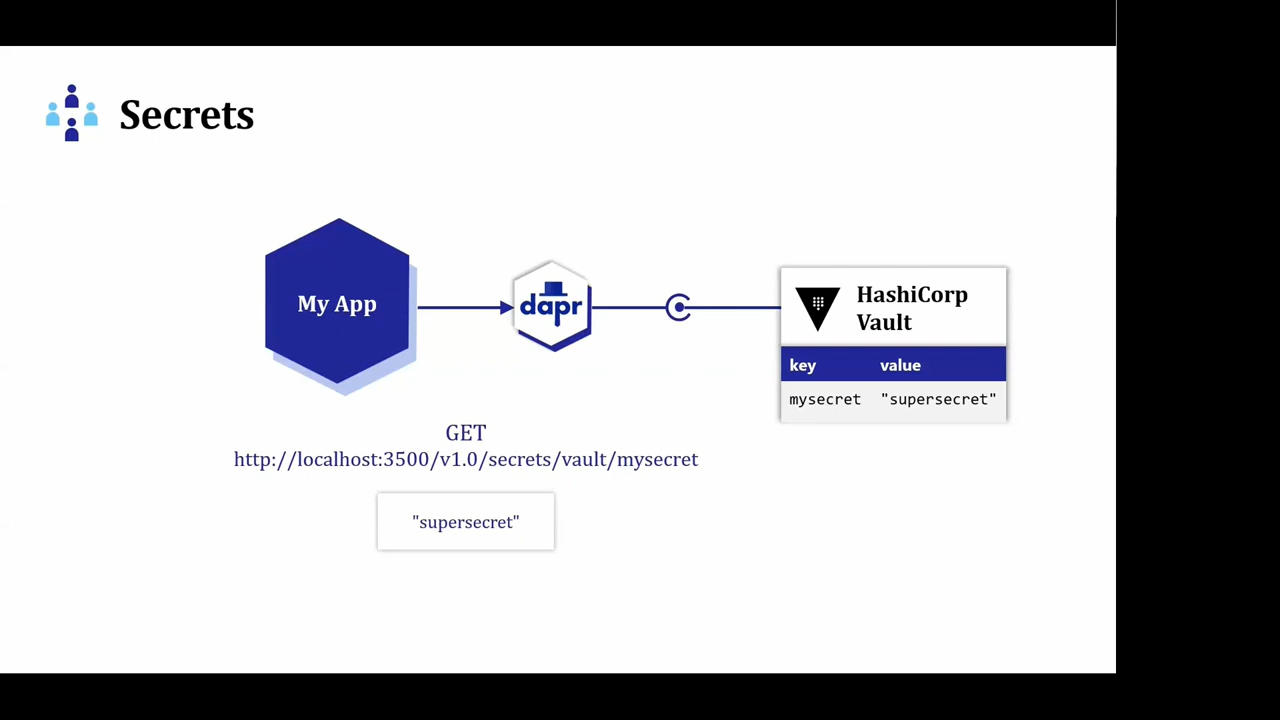 Secrets
My App
dapr
HashiCorp
Vault
key value
mysecret "supersecret"
GET
http://localhost:3500/v1.0/secrets/vault/mysecret
"supersecret"